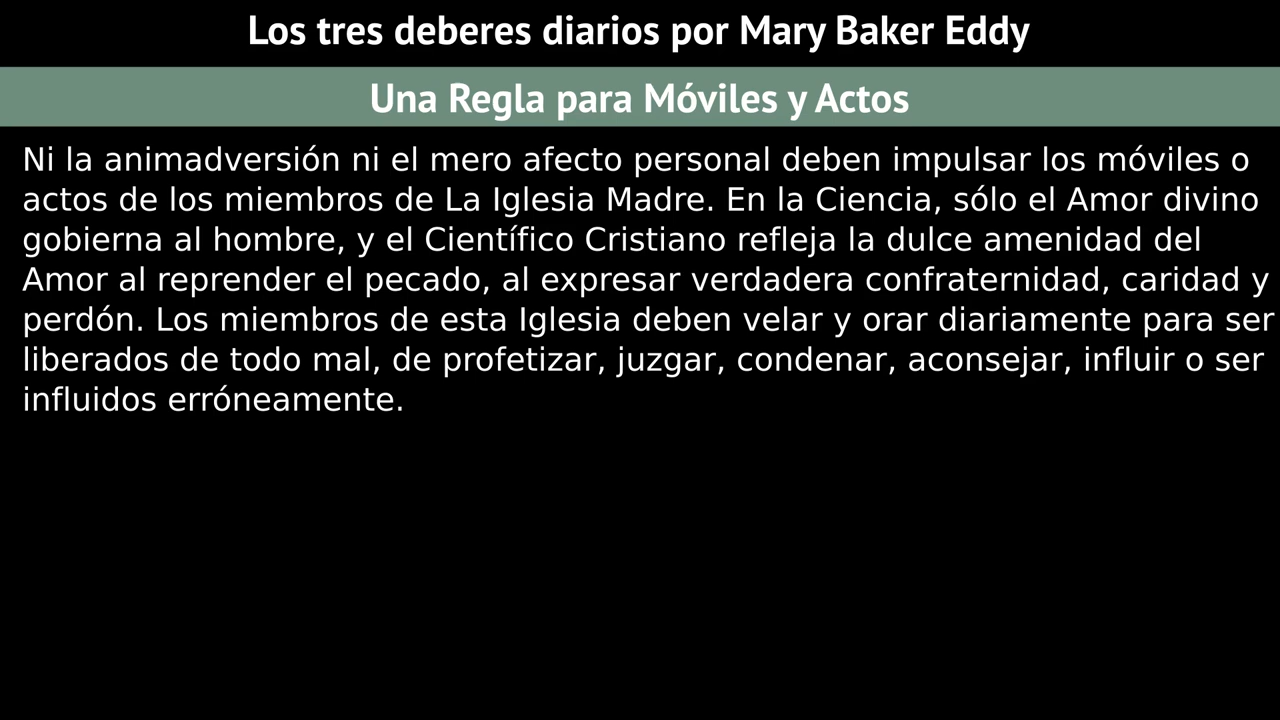 Los tres deberes diarios por Mary Baker Eddy
Una Regla para Móviles y Actos
Ni la animadversión ni el mero afecto personal deben impulsar los móviles o
actos de los miembros de La Iglesia Madre. En la Ciencia, sólo el Amor divino
gobierna al hombre, y el Científico Cristiano refleja la dulce amenidad del
Amor al reprender el pecado, al expresar verdadera confraternidad, caridad y
perdón. Los miembros de esta Iglesia deben velar y orar diariamente para ser
liberados de todo mal, de profetizar, juzgar, condenar, aconsejar, influir o ser
influidos erróneamente.